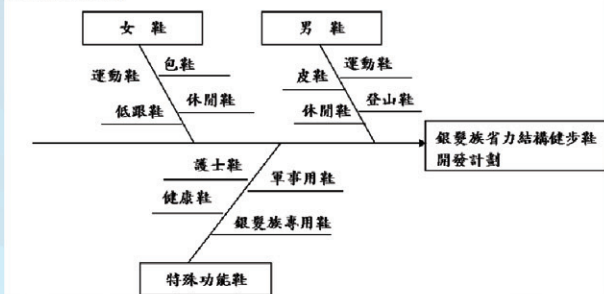 女 鞋
男 鞋
包鞋
運動鞋
休閒鞋
低跟鞋
運動鞋
皮鞋
登山鞋
休閒鞋
銀髮族省力結構健步鞋
開發計劃
護士鞋
軍事用鞋
健康鞋
銀髮族專用鞋
特殊功能鞋